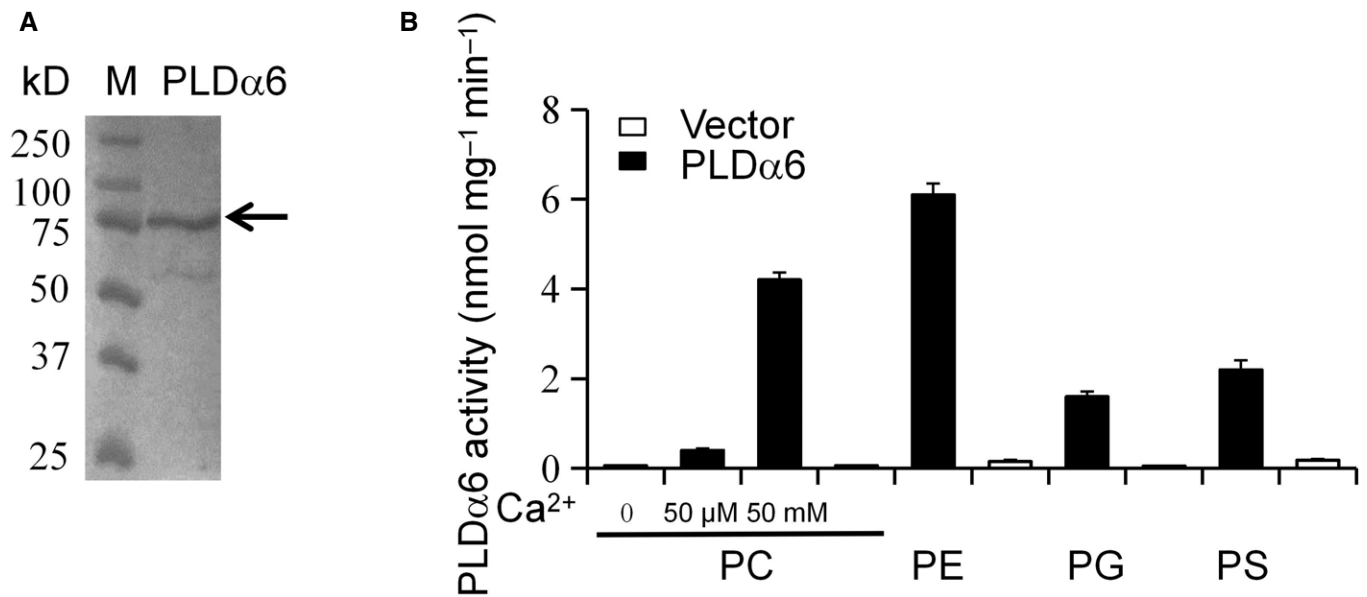 A
kD M PLDα6
250
100
75
50
37
25
B
PLDα6 activity (nmol mg⁻¹ min⁻¹)
8
6
4
2
0
Vector
PLDα6
Ca²⁺ 0 50 µM 50 mM
PC PE PG PS